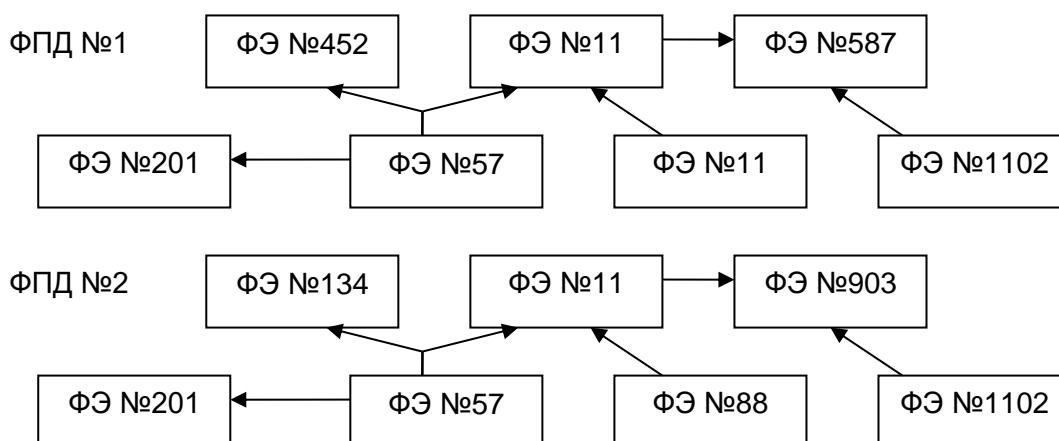 ФПД №1 ФЭ №452 ФЭ №11 ФЭ №587
ФЭ №201 ФЭ №57 ФЭ №11 ФЭ №1102
ФПД №2 ФЭ №134 ФЭ №11 ФЭ №903
ФЭ №201 ФЭ №57 ФЭ №88 ФЭ №1102